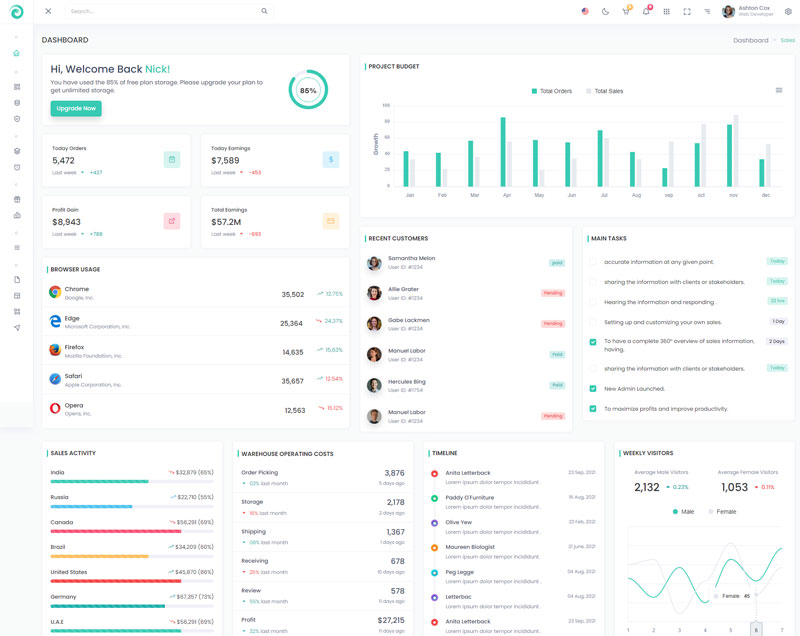 Search...
Ashton Cox
Web Developer
DASHBOARD
Dashboard
Sales
Hi, Welcome Back Nick!
You have used the 85% of free plan storage. Please upgrade your plan to
get unlimited storage.
Upgrade Now
85%
Today Orders
5,472
Last week
+427
Today Earnings
$7,589
Last week
-453
Profit Gain
$8,943
Last week
+788
Total Earnings
$57.2M
Last week
-693
PROJECT BUDGET
Total Orders
Total Sales
Growth
100
80
60
40
20
0
Jan
Feb
Mar
Apr
May
Jun
Jul
Aug
sep
oct
nov
dec
BROWSER USAGE
Chrome
Google, Inc.
35,502
12.75%
Edge
Microsoft Corporation, Inc.
25,364
24.37%
Firefox
Mozilla Foundation, Inc.
14,635
15.63%
Safari
Apple Corporation, Inc.
35,657
12.54%
Opera
Opera, Inc.
12,563
15.12%
RECENT CUSTOMERS
Samantha Melon
User ID: #1234
paid
Allie Grater
User ID: #1234
Pending
Gabe Lackmen
User ID: #1234
Pending
Manuel Labor
User ID: #1234
Paid
Hercules Bing
User ID: #1754
Paid
Manuel Labor
User ID: #1234
Pending
MAIN TASKS
accurate information at any given point.
Today
sharing the information with clients or stakeholders.
Today
Hearing the information and responding .
22 hrs
Setting up and customizing your own sales.
1 Day
To have a complete 360° overview of sales information,
having.
2 Days
sharing the information with clients or stakeholders.
Today
New Admin Launched.
To maximize profits and improve productivity.
SALES ACTIVITY
India
$32,879 (65%)
Russia
$22,710 (55%)
Canada
$56,291 (69%)
Brazil
$34,209 (60%)
United States
$45,870 (86%)
Germany
$67,357 (73%)
U.A.E
$56,291 (69%)
WAREHOUSE OPERATING COSTS
Order Picking
3,876
03% last month
5 days ago
Storage
2,178
16% last month
2 days ago
Shipping
1,367
06% last month
1 days ago
Receiving
678
25% last month
10 days ago
Review
578
55% last month
11 days ago
Profit
$27,215
32% last month
11 days ago
TIMELINE
Anita Letterback
23 Sep, 2021
Lorem ipsum dolor tempor incididunt .
Paddy O'Furniture
16 Aug, 2021
Lorem ipsum dolor tempor incididunt .
Olive Yew
23 Feb, 2021
Lorem ipsum dolor tempor incididunt .
Maureen Biologist
21 june, 2021
Lorem ipsum dolor tempor incididunt .
Peg Legge
04 Aug, 2021
Lorem ipsum dolor tempor incididunt .
Letterbac
04 Aug, 2021
Lorem ipsum dolor tempor incididunt .
Anita Letterback
04 Aug, 2021
Lorem ipsum dolor tempor incididunt .
WEEKLY VISITORS
Average Male Visitors
2,132
0.23%
Average Female Visitors
1,053
0.11%
Male
Female
Female: 45
1
2
3
4
5
6
7